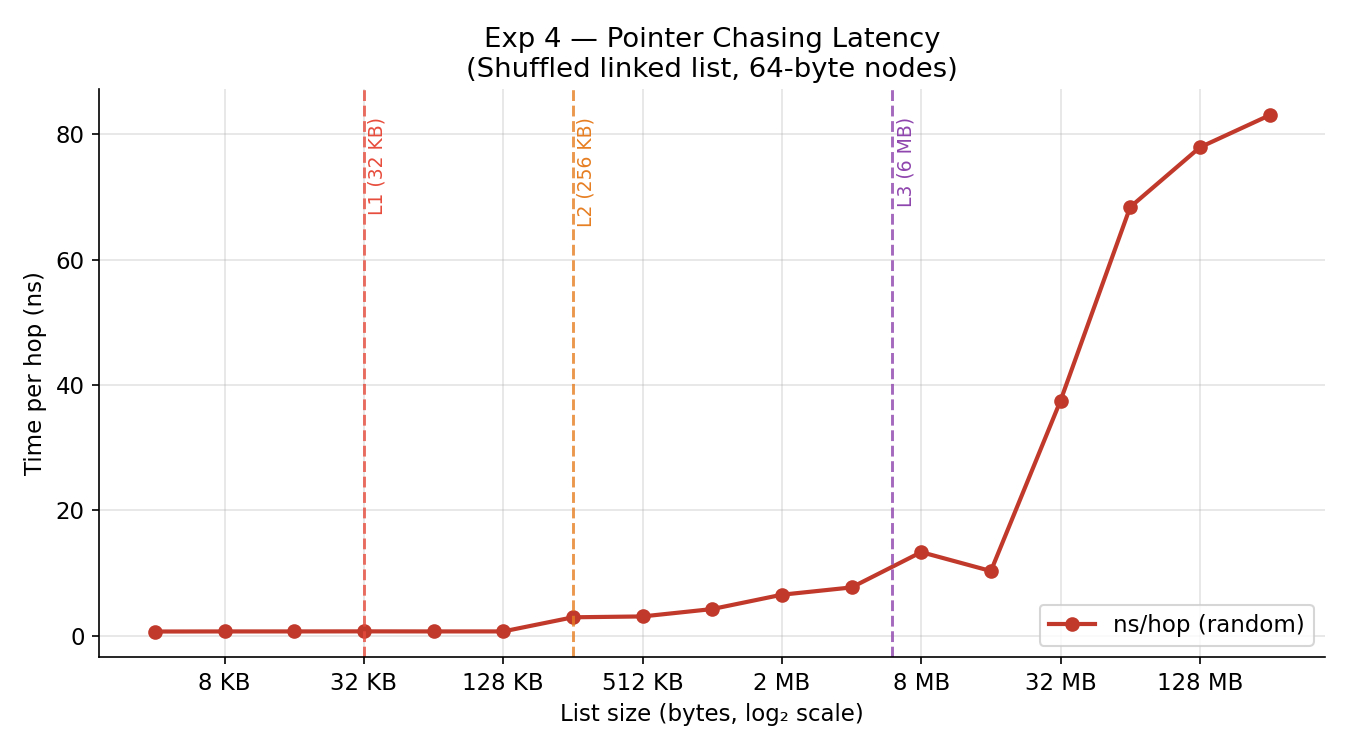 Exp 4 — Pointer Chasing Latency
(Shuffled linked list, 64-byte nodes)
L1 (32 KB)
L2 (256 KB)
L3 (6 MB)
80
60
40
20
0
Time per hop (ns)
ns/hop (random)
8 KB 32 KB 128 KB 512 KB 2 MB 8 MB 32 MB 128 MB
List size (bytes, log₂ scale)